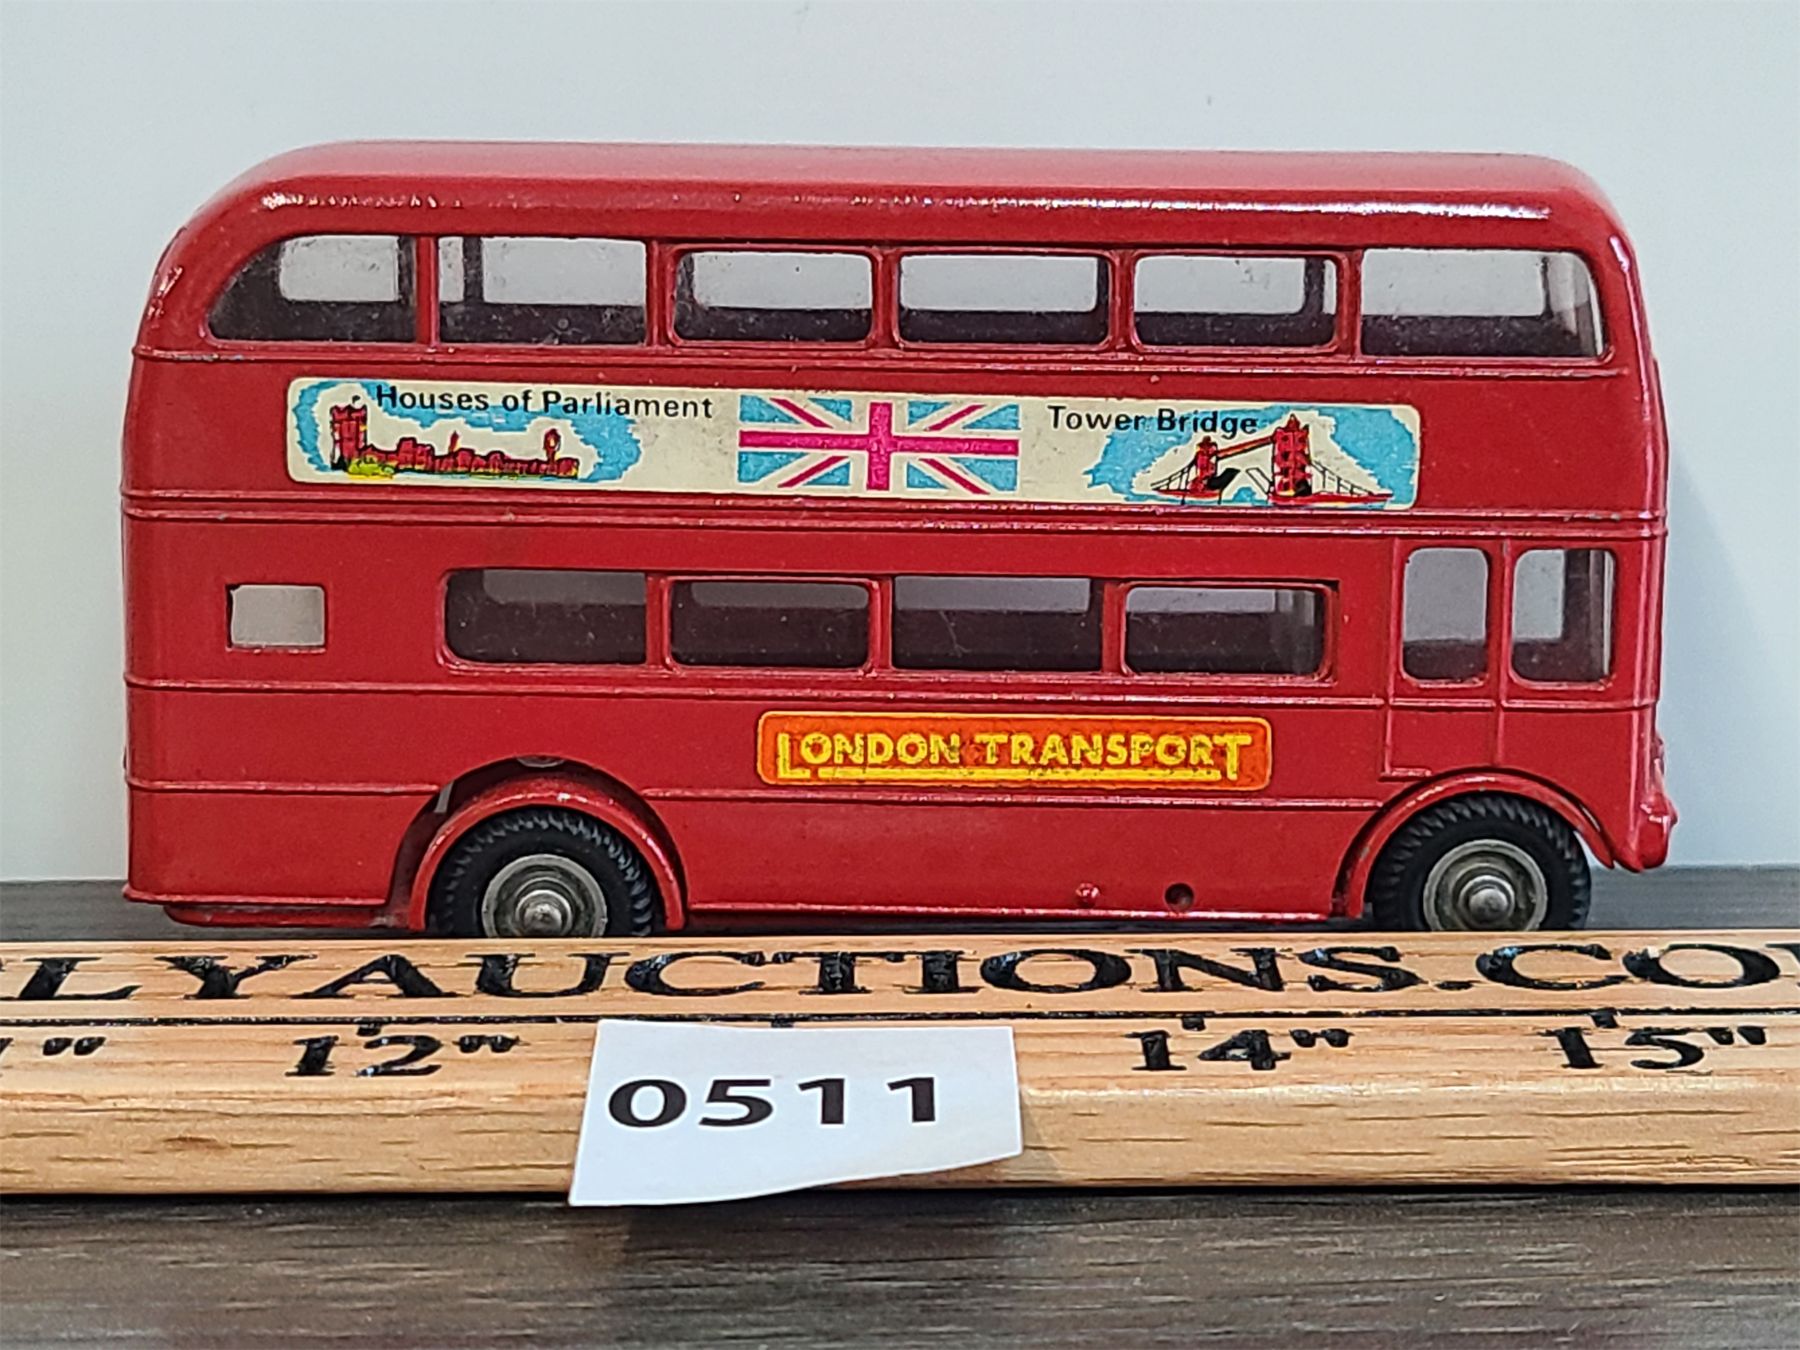 Houses of Parliament
Tower Bridge
LONDON TRANSPORT
LYAUCTIONS.CO
12" 14" 15"
0511